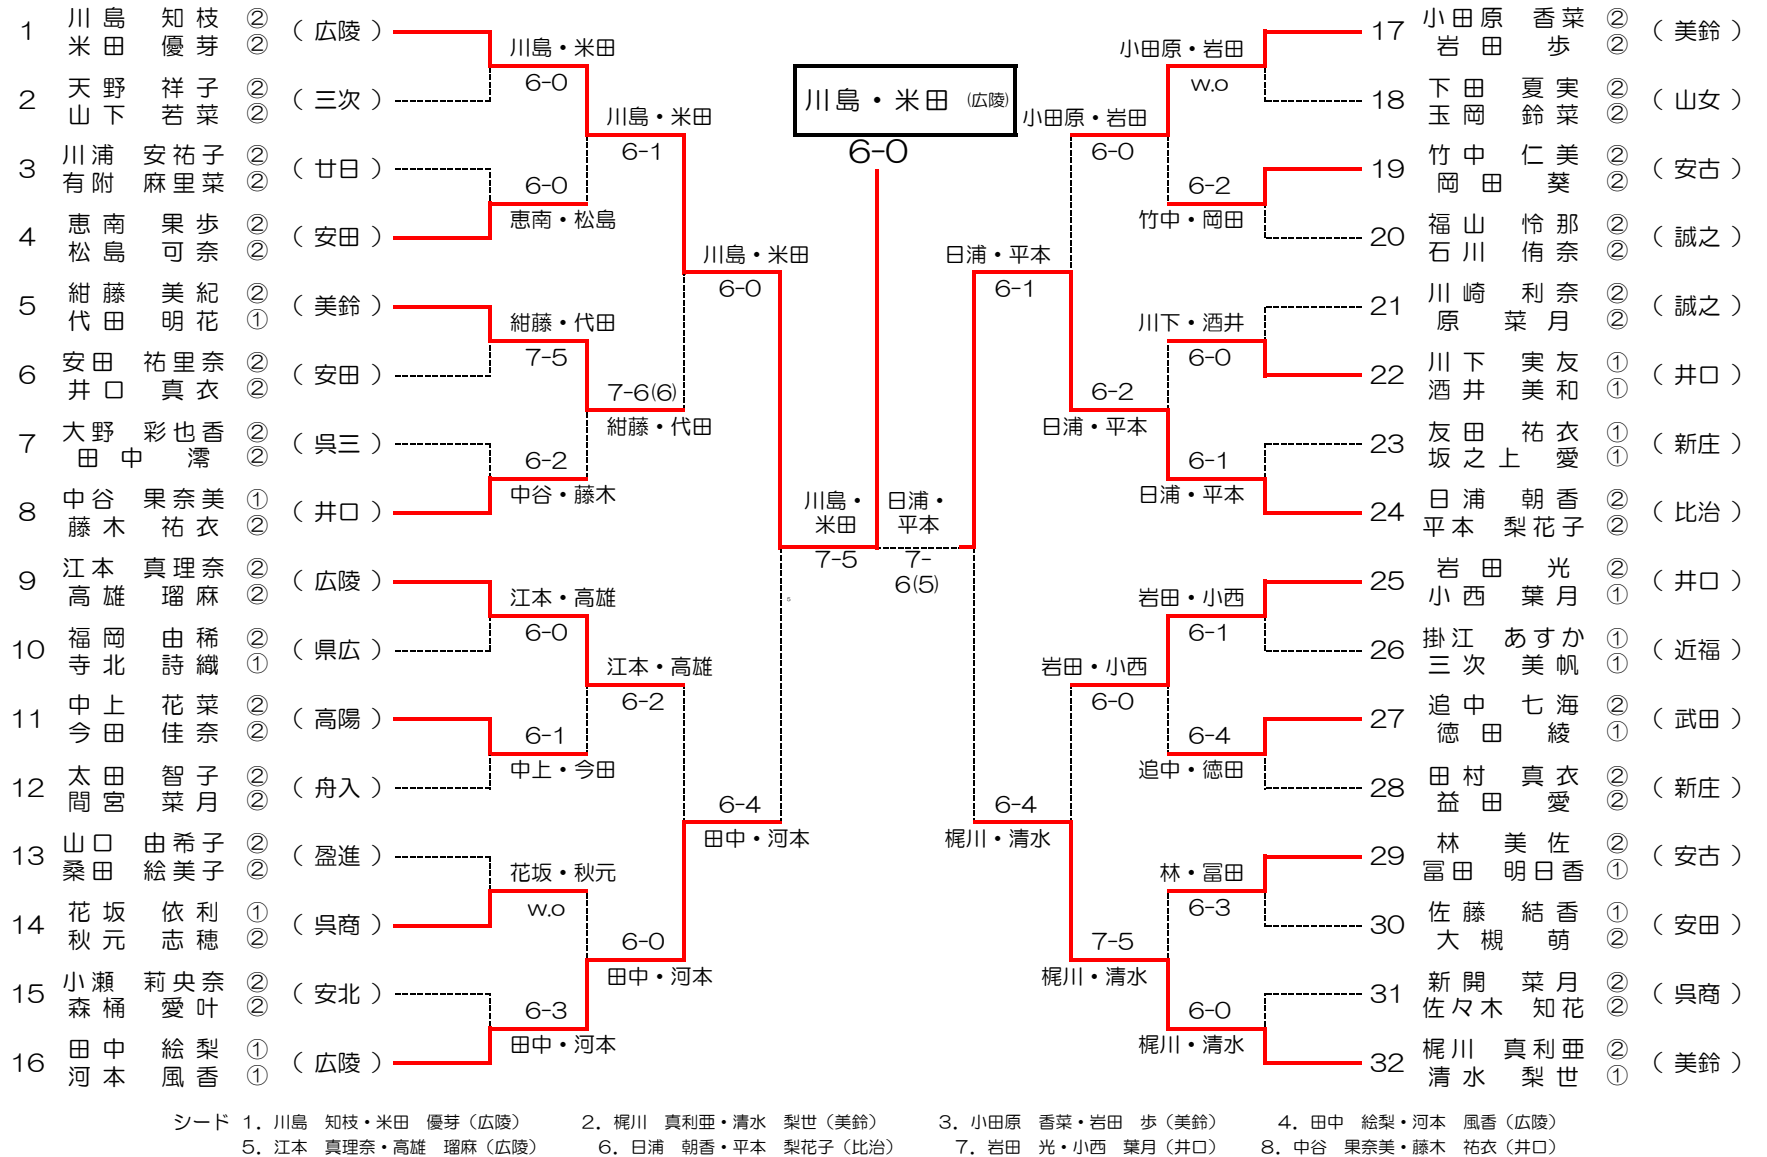 1 川島 知枝 ② （ 広陵 ）
米田 優芽 ②
2 天野 祥子 ② （ 三次 ）
山下 若菜 ②
3 川浦 安祐子 ② （ 廿日 ）
有附 麻里菜 ②
4 恵南 果歩 ② （ 安田 ）
松島 可奈 ②
5 紺藤 美紀 ② （ 美鈴 ）
代田 明花 ①
6 安田 祐里奈 ② （ 安田 ）
井口 真衣 ②
7 大野 彩也香 ② （ 呉三 ）
田中 澪 ②
8 中谷 果奈美 ① （ 井口 ）
藤木 祐衣 ②
9 江本 真理奈 ② （ 広陵 ）
高雄 瑠麻 ②
10 福岡 由稀 ② （ 県広 ）
寺北 詩織 ①
11 中上 花菜 ② （ 高陽 ）
今田 佳奈 ②
12 太田 智子 ② （ 舟入 ）
間宮 菜月 ②
13 山口 由希子 ② （ 盈進 ）
桑田 絵美子 ②
14 花坂 依利 ① （ 呉商 ）
秋元 志穂 ②
15 小瀬 莉央奈 ② （ 安北 ）
森桶 愛叶 ②
16 田中 絵梨 ① （ 広陵 ）
河本 風香 ①
川島・米田
6-0
6-0
恵南・松島
紺藤・代田
7-5
6-2
中谷・藤木
江本・高雄
6-0
6-1
中上・今田
花坂・秋元
w.o
6-3
田中・河本
川島・米田
6-1
7-6(6)
紺藤・代田
江本・高雄
6-2
6-0
田中・河本
川島・米田
6-0
6-4
田中・河本
川島・
米田
7-5
川島・米田 (広陵)
6-0
日浦・
平本
7-
6(5)
日浦・平本
6-1
6-4
梶川・清水
小田原・岩田
6-0
6-2
日浦・平本
岩田・小西
6-0
7-5
梶川・清水
小田原・岩田
w.o
6-2
竹中・岡田
川下・酒井
6-0
6-1
日浦・平本
岩田・小西
6-1
6-4
追中・徳田
林・冨田
6-3
6-0
梶川・清水
17 小田原 香菜 ② （ 美鈴 ）
岩田 歩 ②
18 下田 夏実 ② （ 山女 ）
玉岡 鈴菜 ②
19 竹中 仁美 ② （ 安古 ）
岡田 葵 ②
20 福山 怜那 ② （ 誠之 ）
石川 侑奈 ②
21 川崎 利奈 ② （ 誠之 ）
原 菜月 ②
22 川下 実友 ① （ 井口 ）
酒井 美和 ①
23 友田 祐衣 ① （ 新庄 ）
坂之上 愛 ①
24 日浦 朝香 ② （ 比治 ）
平本 梨花子 ②
25 岩田 光 ② （ 井口 ）
小西 葉月 ①
26 掛江 あすか ① （ 近福 ）
三次 美帆 ①
27 追中 七海 ② （ 武田 ）
徳田 綾 ①
28 田村 真衣 ② （ 新庄 ）
益田 愛 ②
29 林 美佐 ② （ 安古 ）
冨田 明日香 ①
30 佐藤 結香 ① （ 安田 ）
大槻 萌 ②
31 新開 菜月 ② （ 呉商 ）
佐々木 知花 ②
32 梶川 真利亜 ② （ 美鈴 ）
清水 梨世 ①
シード 1．川島 知枝・米田 優芽（広陵） 2．梶川 真利亜・清水 梨世（美鈴） 3．小田原 香菜・岩田 歩（美鈴） 4．田中 絵梨・河本 風香（広陵）
5．江本 真理奈・高雄 瑠麻（広陵） 6．日浦 朝香・平本 梨花子（比治） 7．岩田 光・小西 葉月（井口） 8．中谷 果奈美・藤木 祐衣（井口）